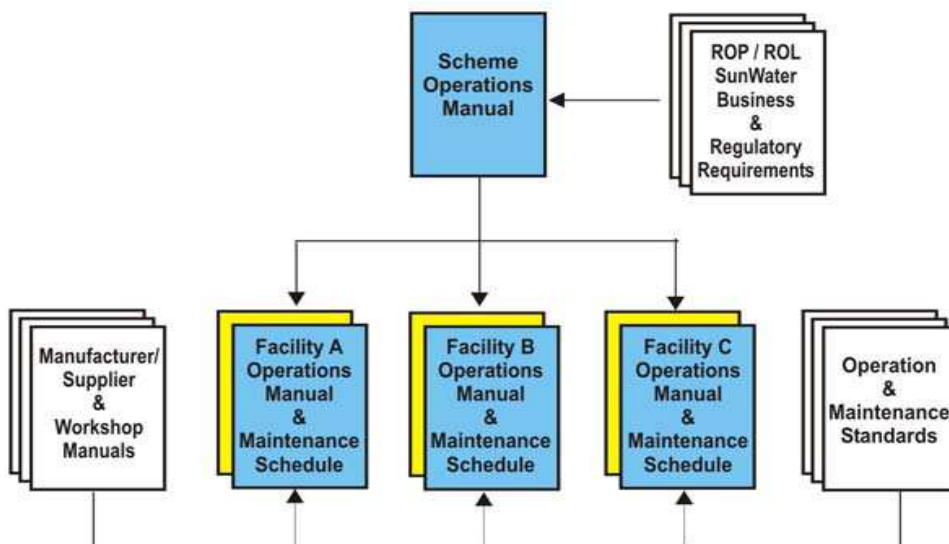 Scheme
Operations
Manual
ROP / ROL
SunWater
Business
&
Regulatory
Requirements
Manufacturer/
Supplier
&
Workshop
Manuals
Facility A
Operations
Manual
&
Maintenance
Schedule
Facility B
Operations
Manual
&
Maintenance
Schedule
Facility C
Operations
Manual
&
Maintenance
Schedule
Operation
&
Maintenance
Standards